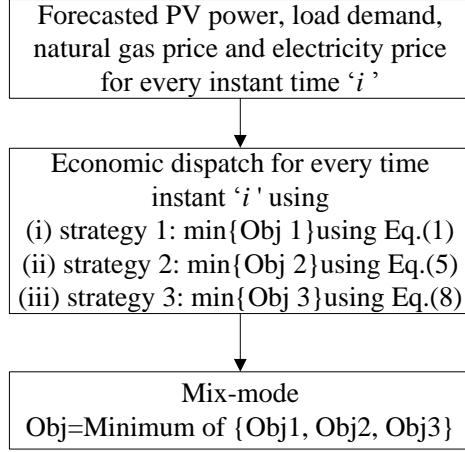 Forecasted PV power, load demand,
natural gas price and electricity price
for every instant time ‘i ’
Economic dispatch for every time
instant ‘i ' using
(i) strategy 1: min{Obj 1}using Eq.(1)
(ii) strategy 2: min{Obj 2}using Eq.(5)
(iii) strategy 3: min{Obj 3}using Eq.(8)
Mix-mode
Obj=Minimum of {Obj1, Obj2, Obj3}